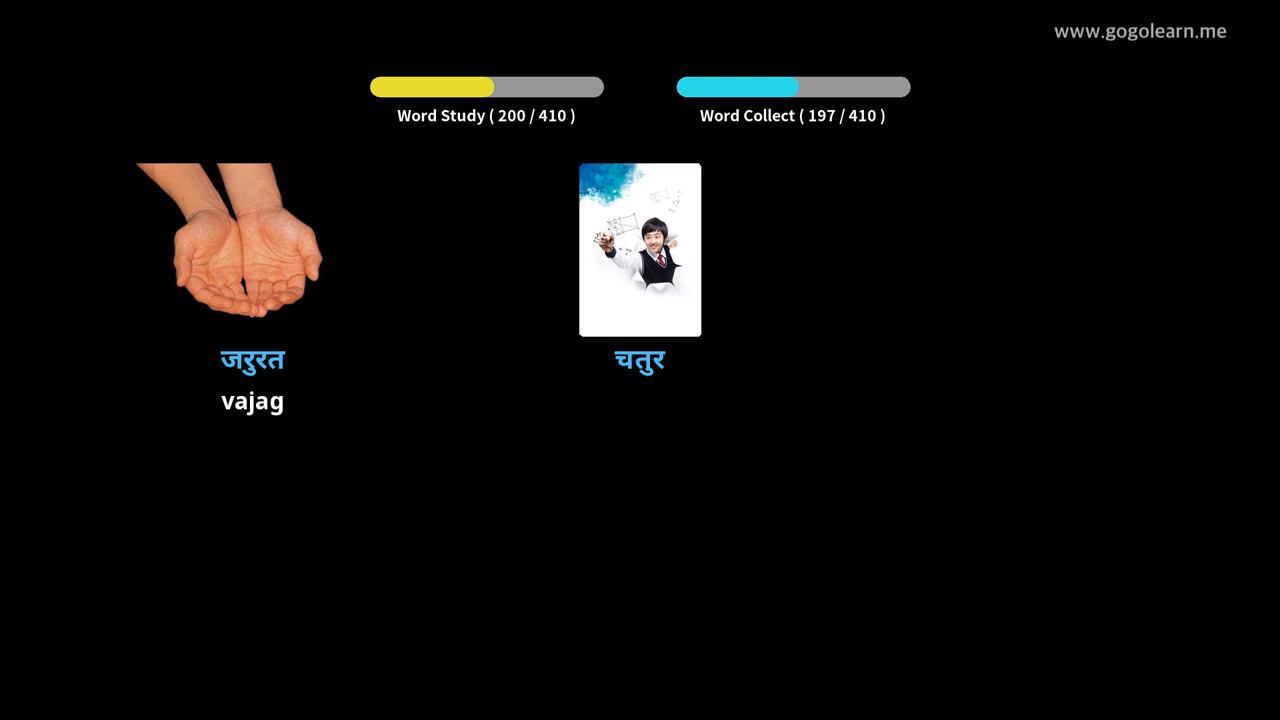 www.gogolearn.me
Word Study ( 200 / 410 )
Word Collect ( 197 / 410 )
जरुरत
vajag
चतुर